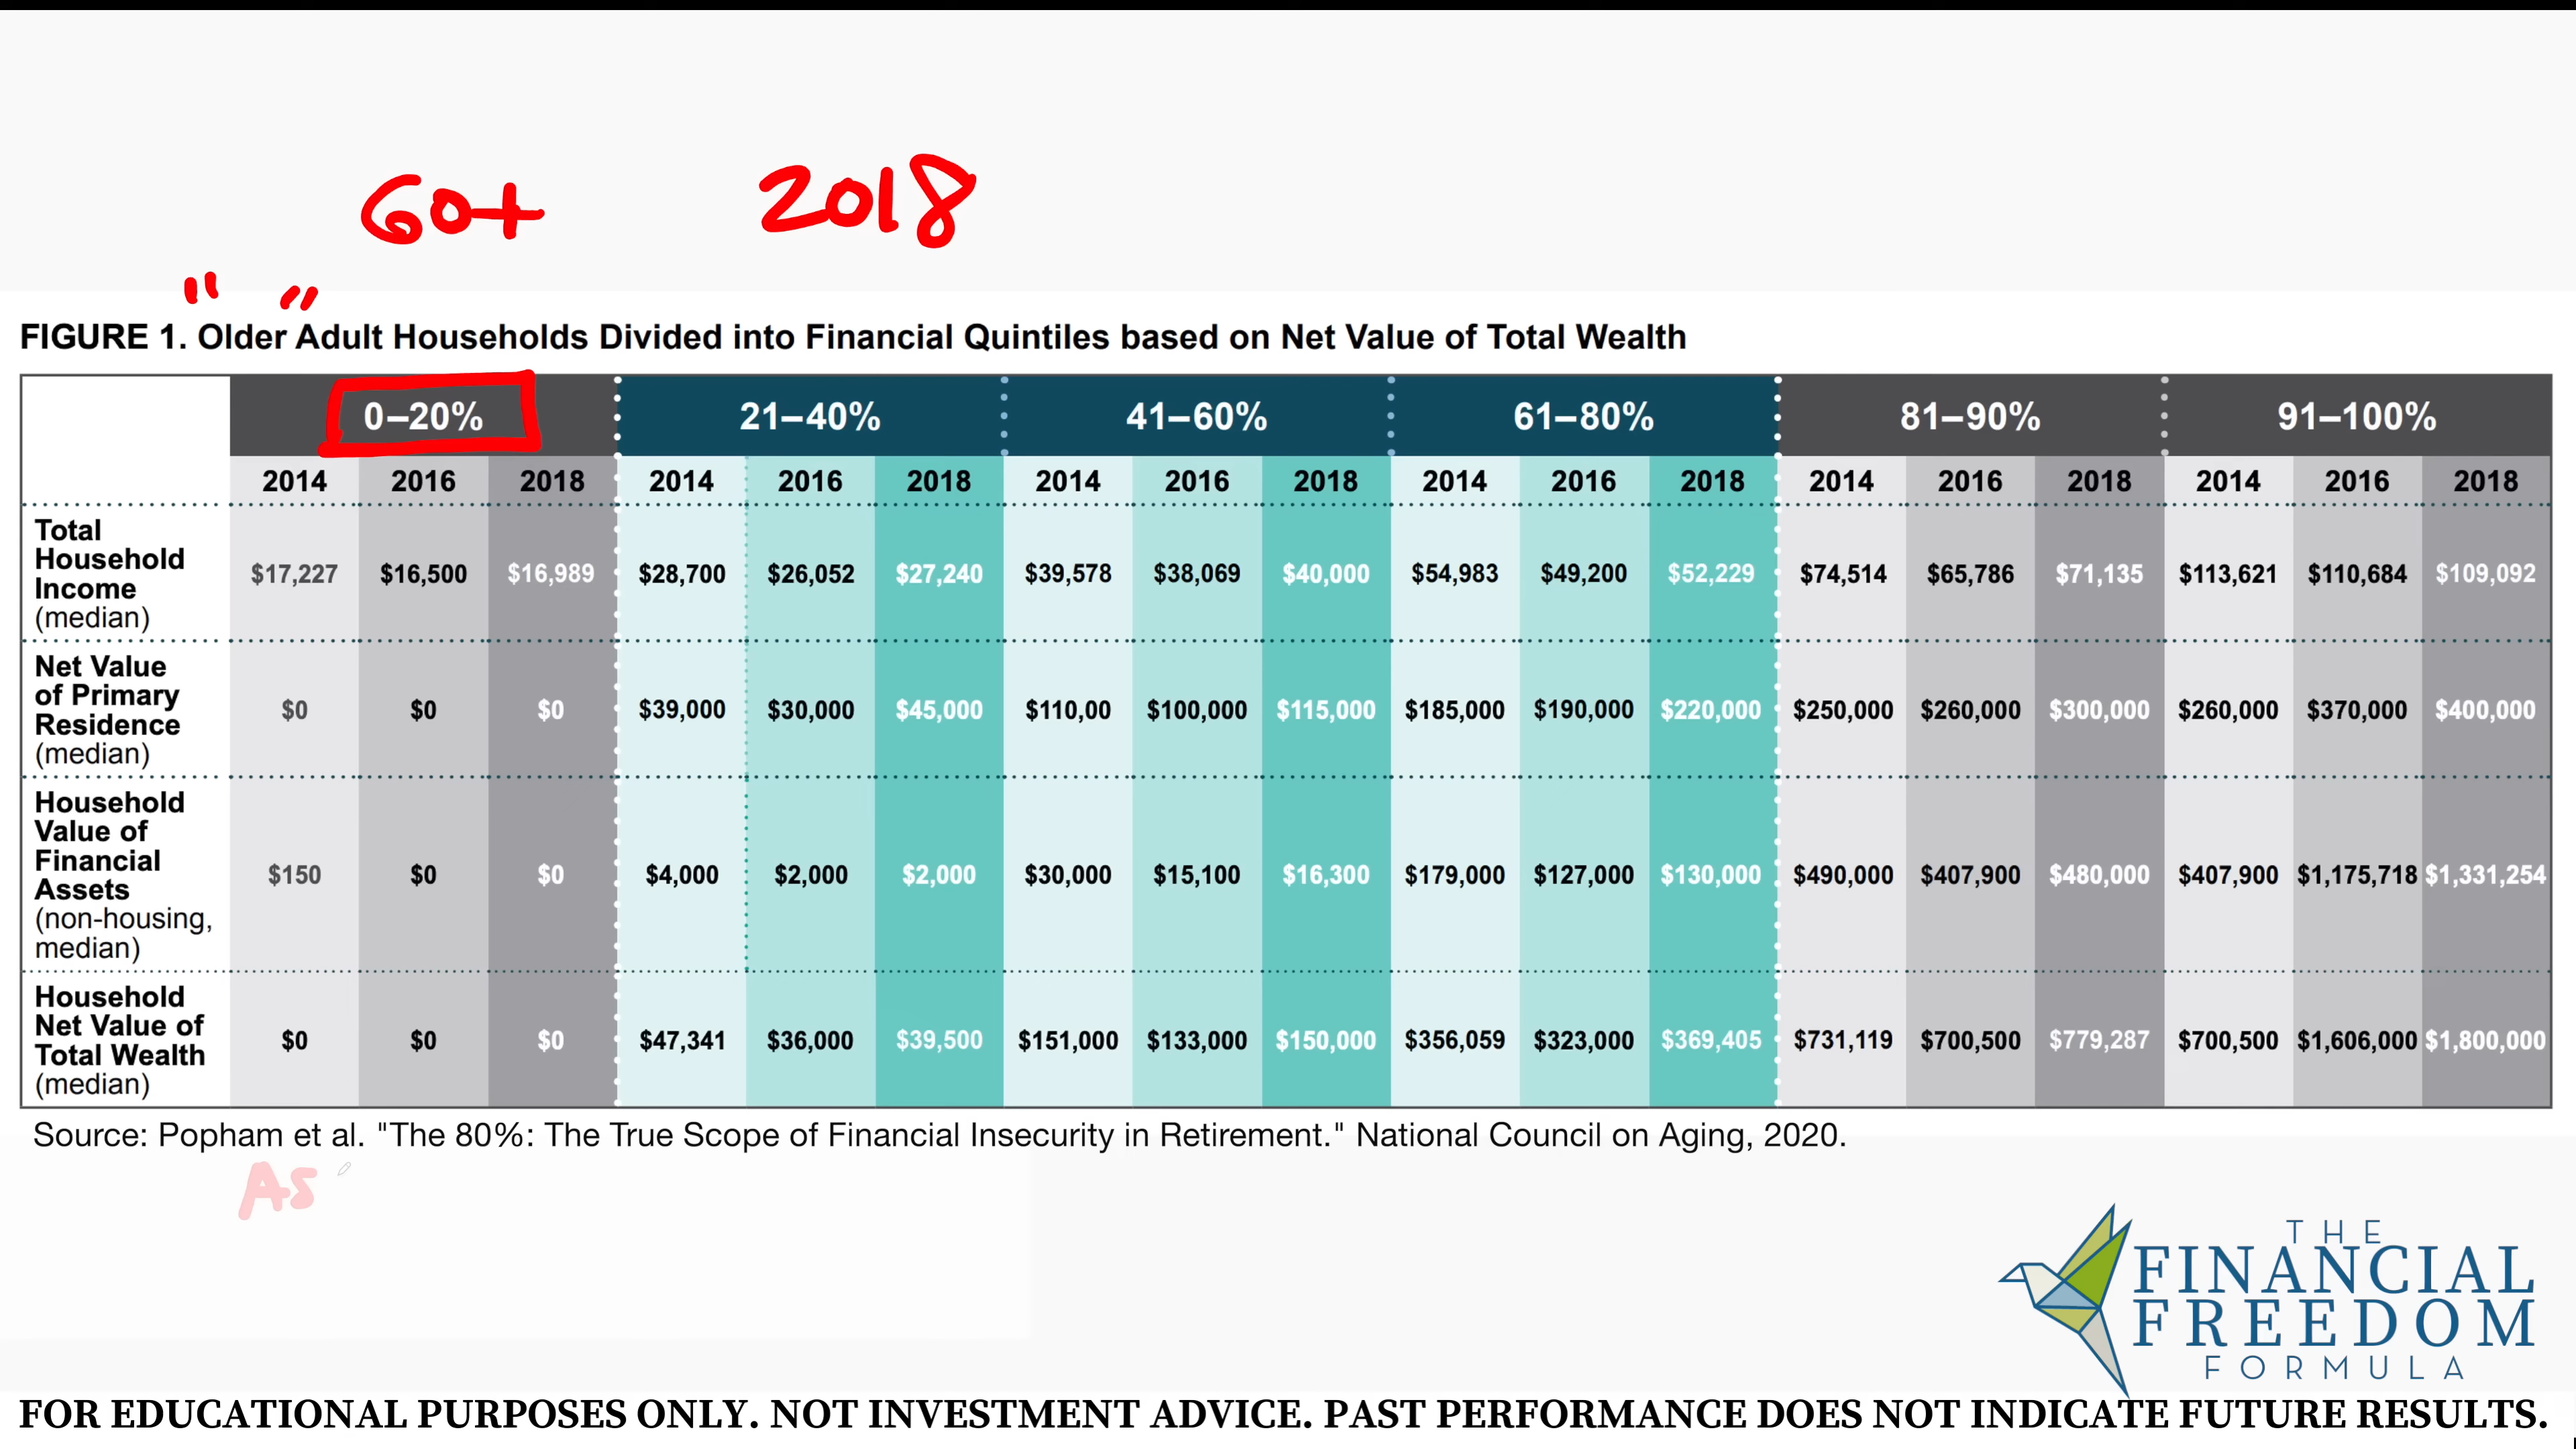 60+ 2018
" "
FIGURE 1. Older Adult Households Divided into Financial Quintiles based on Net Value of Total Wealth
0–20% 21–40% 41–60% 61–80% 81–90% 91–100%
2014 2016 2018 2014 2016 2018 2014 2016 2018 2014 2016 2018 2014 2016 2018 2014 2016 2018
Total
Household
Income
(median)
$17,227 $16,500 $16,989 $28,700 $26,052 $27,240 $39,578 $38,069 $40,000 $54,983 $49,200 $52,229 $74,514 $65,786 $71,135 $113,621 $110,684 $109,092
Net Value
of Primary
Residence
(median)
$0 $0 $0 $39,000 $30,000 $45,000 $110,00 $100,000 $115,000 $185,000 $190,000 $220,000 $250,000 $260,000 $300,000 $260,000 $370,000 $400,000
Household
Value of
Financial
Assets
(non-housing,
median)
$150 $0 $0 $4,000 $2,000 $2,000 $30,000 $15,100 $16,300 $179,000 $127,000 $130,000 $490,000 $407,900 $480,000 $407,900 $1,175,718 $1,331,254
Household
Net Value of
Total Wealth
(median)
$0 $0 $0 $47,341 $36,000 $39,500 $151,000 $133,000 $150,000 $356,059 $323,000 $369,405 $731,119 $700,500 $779,287 $700,500 $1,606,000 $1,800,000
Source: Popham et al. "The 80%: The True Scope of Financial Insecurity in Retirement." National Council on Aging, 2020.
AS
THE
FINANCIAL
FREEDOM
FORMULA
FOR EDUCATIONAL PURPOSES ONLY. NOT INVESTMENT ADVICE. PAST PERFORMANCE DOES NOT INDICATE FUTURE RESULTS.